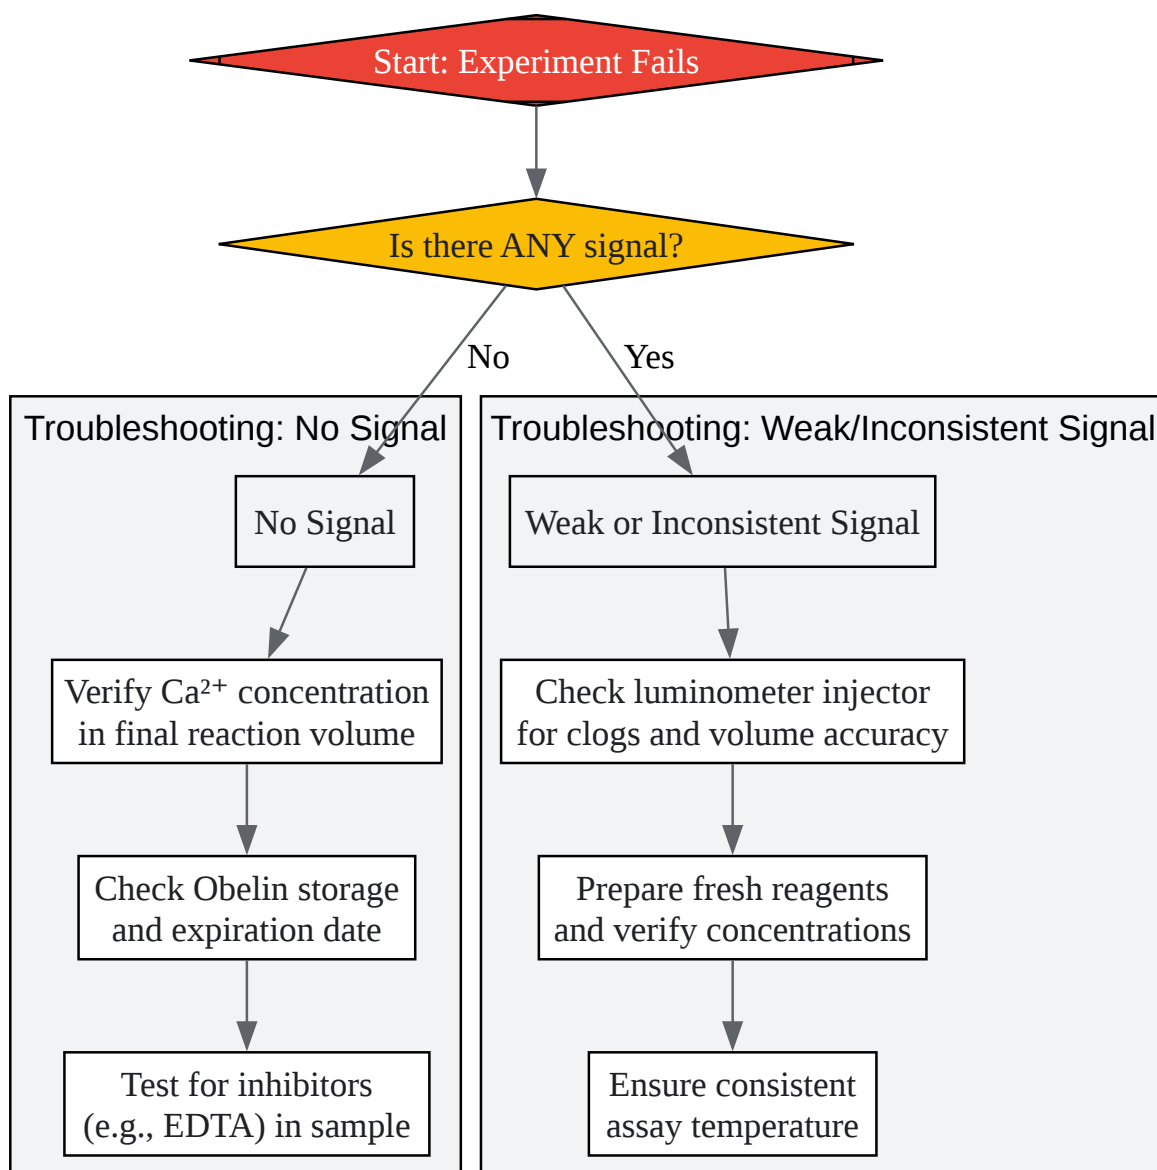 Start: Experiment Fails
Is there ANY signal?
No
Yes
Troubleshooting: No Signal
No Signal
Verify Ca²⁺ concentration
in final reaction volume
Check Obelin storage
and expiration date
Test for inhibitors
(e.g., EDTA) in sample
Troubleshooting: Weak/Inconsistent Signal
Weak or Inconsistent Signal
Check luminometer injector
for clogs and volume accuracy
Prepare fresh reagents
and verify concentrations
Ensure consistent
assay temperature